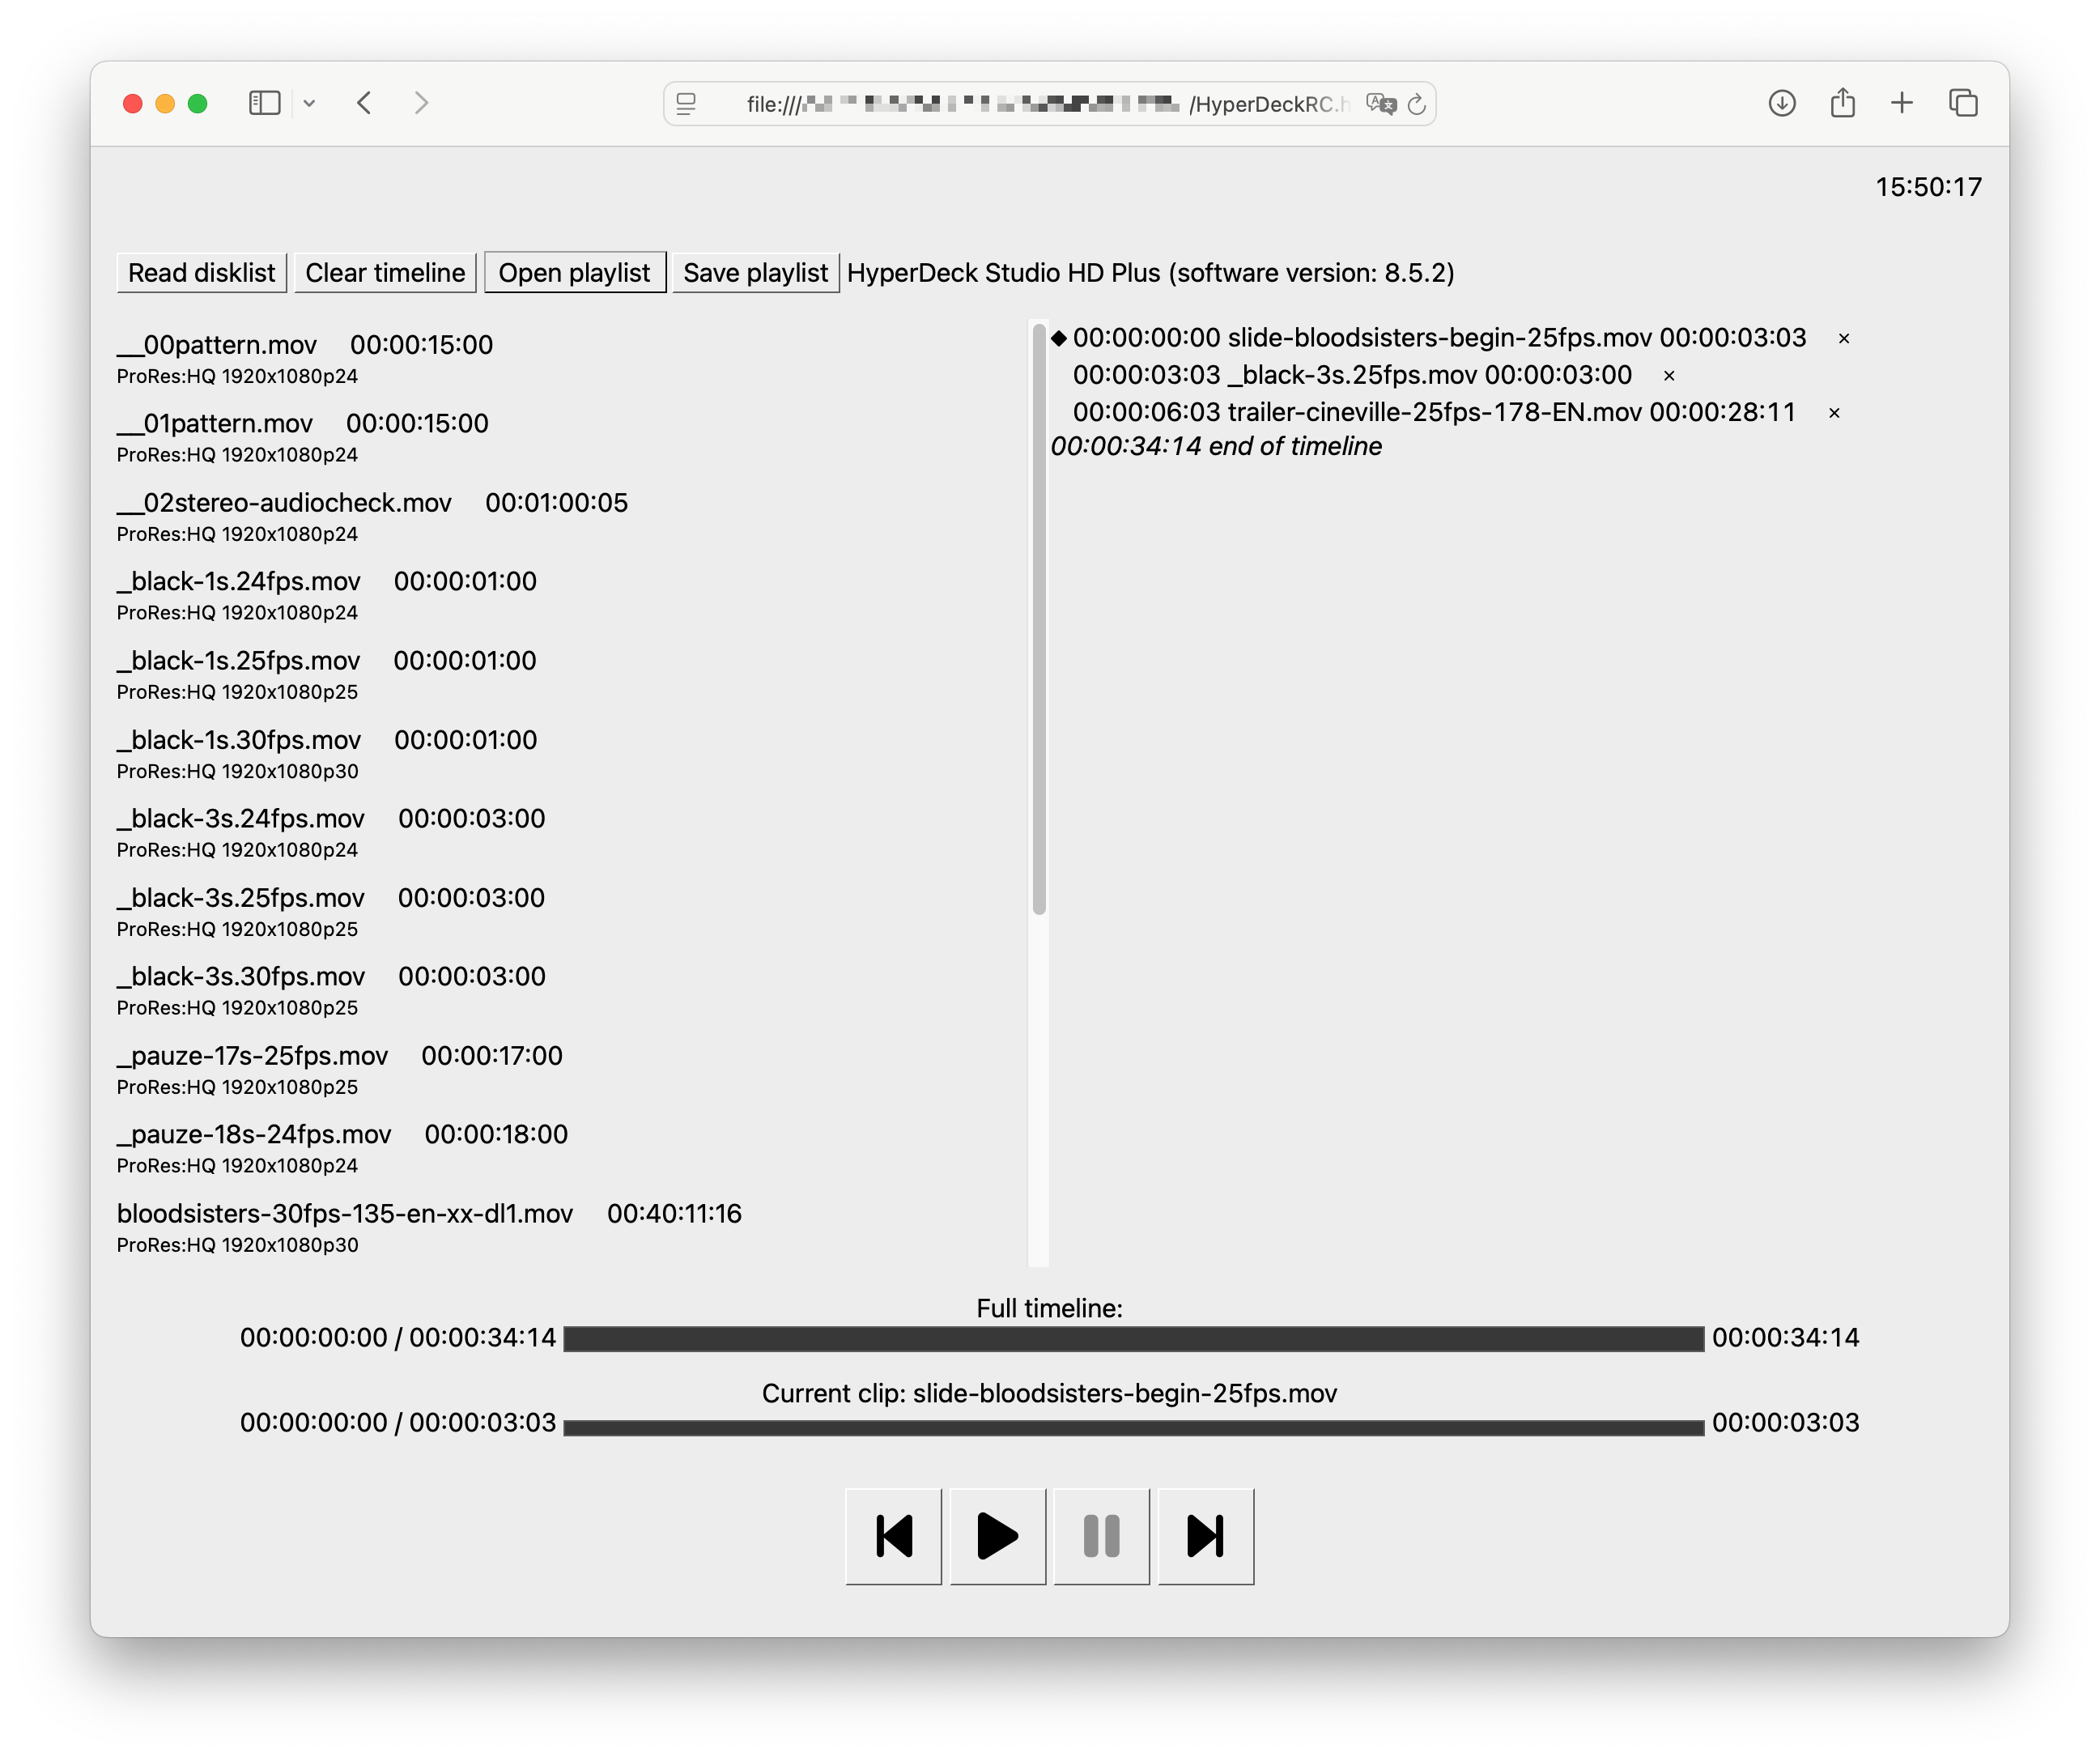 file:/// /HyperDeckRC.h
15:50:17
Read disklist Clear timeline Open playlist Save playlist HyperDeck Studio HD Plus (software version: 8.5.2)
__00pattern.mov 00:00:15:00
ProRes:HQ 1920x1080p24
__01pattern.mov 00:00:15:00
ProRes:HQ 1920x1080p24
__02stereo-audiocheck.mov 00:01:00:05
ProRes:HQ 1920x1080p24
_black-1s.24fps.mov 00:00:01:00
ProRes:HQ 1920x1080p24
_black-1s.25fps.mov 00:00:01:00
ProRes:HQ 1920x1080p25
_black-1s.30fps.mov 00:00:01:00
ProRes:HQ 1920x1080p30
_black-3s.24fps.mov 00:00:03:00
ProRes:HQ 1920x1080p24
_black-3s.25fps.mov 00:00:03:00
ProRes:HQ 1920x1080p25
_black-3s.30fps.mov 00:00:03:00
ProRes:HQ 1920x1080p25
_pauze-17s-25fps.mov 00:00:17:00
ProRes:HQ 1920x1080p25
_pauze-18s-24fps.mov 00:00:18:00
ProRes:HQ 1920x1080p24
bloodsisters-30fps-135-en-xx-dl1.mov 00:40:11:16
ProRes:HQ 1920x1080p30
◆ 00:00:00:00 slide-bloodsisters-begin-25fps.mov 00:00:03:03 ×
00:00:03:03 _black-3s.25fps.mov 00:00:03:00 ×
00:00:06:03 trailer-cineville-25fps-178-EN.mov 00:00:28:11 ×
00:00:34:14 end of timeline
Full timeline:
00:00:00:00 / 00:00:34:14 00:00:34:14
Current clip: slide-bloodsisters-begin-25fps.mov
00:00:00:00 / 00:00:03:03 00:00:03:03